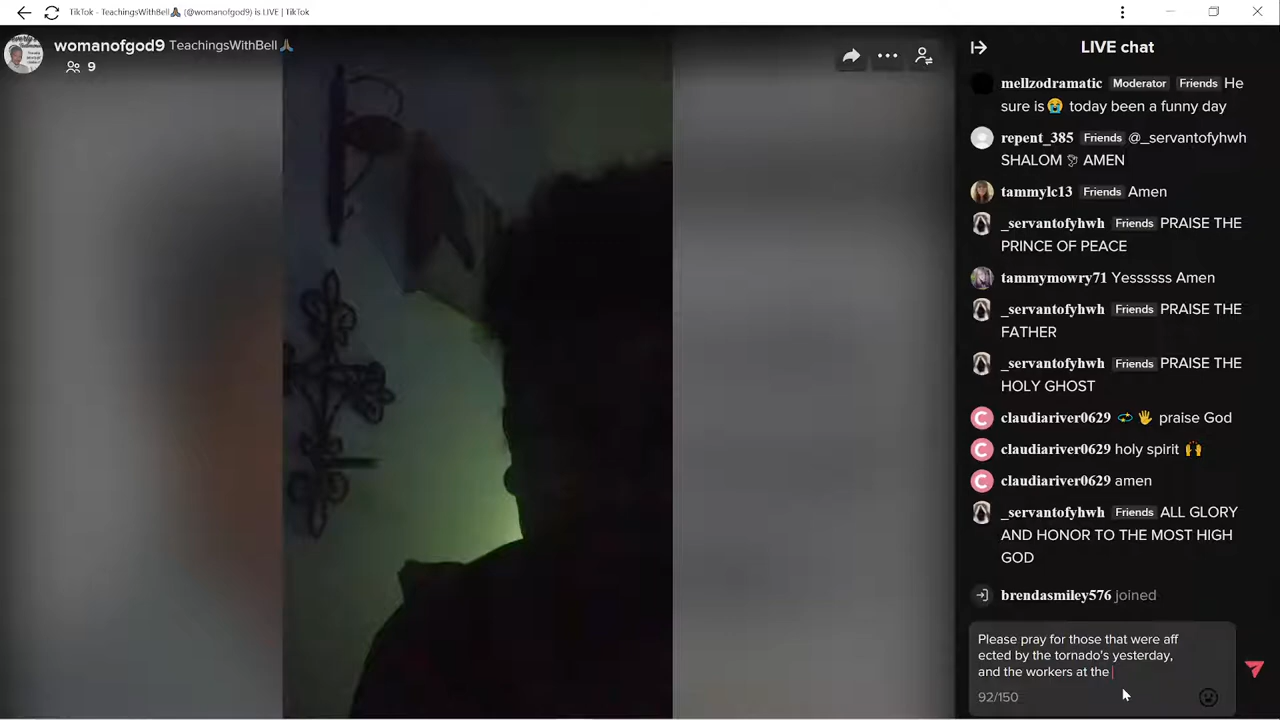 TikTok - TeachingsWithBell🙏 (@womanofgod9) is LIVE | TikTok
womanofgod9 TeachingsWithBell🙏
9
LIVE chat
mellzodramatic Moderator Friends He
sure is😭 today been a funny day
repent_385 Friends @_servantofyhwh
SHALOM 🕊 AMEN
tammylc13 Friends Amen
_servantofyhwh Friends PRAISE THE
PRINCE OF PEACE
tammymowry71 Yesssssss Amen
_servantofyhwh Friends PRAISE THE
FATHER
_servantofyhwh Friends PRAISE THE
HOLY GHOST
C claudiariver0629 🪐 🖐 praise God
C claudiariver0629 holy spirit 🙌
C claudiariver0629 amen
_servantofyhwh Friends ALL GLORY
AND HONOR TO THE MOST HIGH
GOD
brendasmiley576 joined
Please pray for those that were aff
ected by the tornado's yesterday,
and the workers at the
92/150